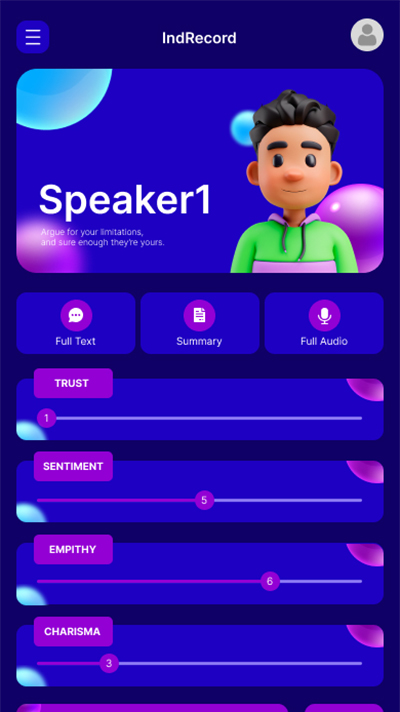 IndRecord
Speaker1
Argue for your limitations,
and sure enough they're yours.
Full Text
Summary
Full Audio
TRUST
1
SENTIMENT
5
EMPITHY
6
CHARISMA
3